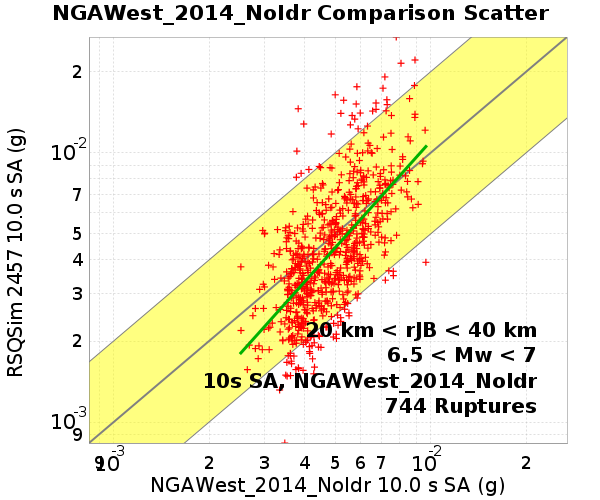 NGAWest_2014_NoIdr Comparison Scatter
RSQSim 2457 10.0 s SA (g)
2
10-2
7
5
4
3
2
10-3
9
20 km < rJB < 40 km
6.5 < Mw < 7
10s SA, NGAWest_2014_NoIdr
744 Ruptures
9 10-3 2 3 4 5 6 7 10-2 2
NGAWest_2014_NoIdr 10.0 s SA (g)